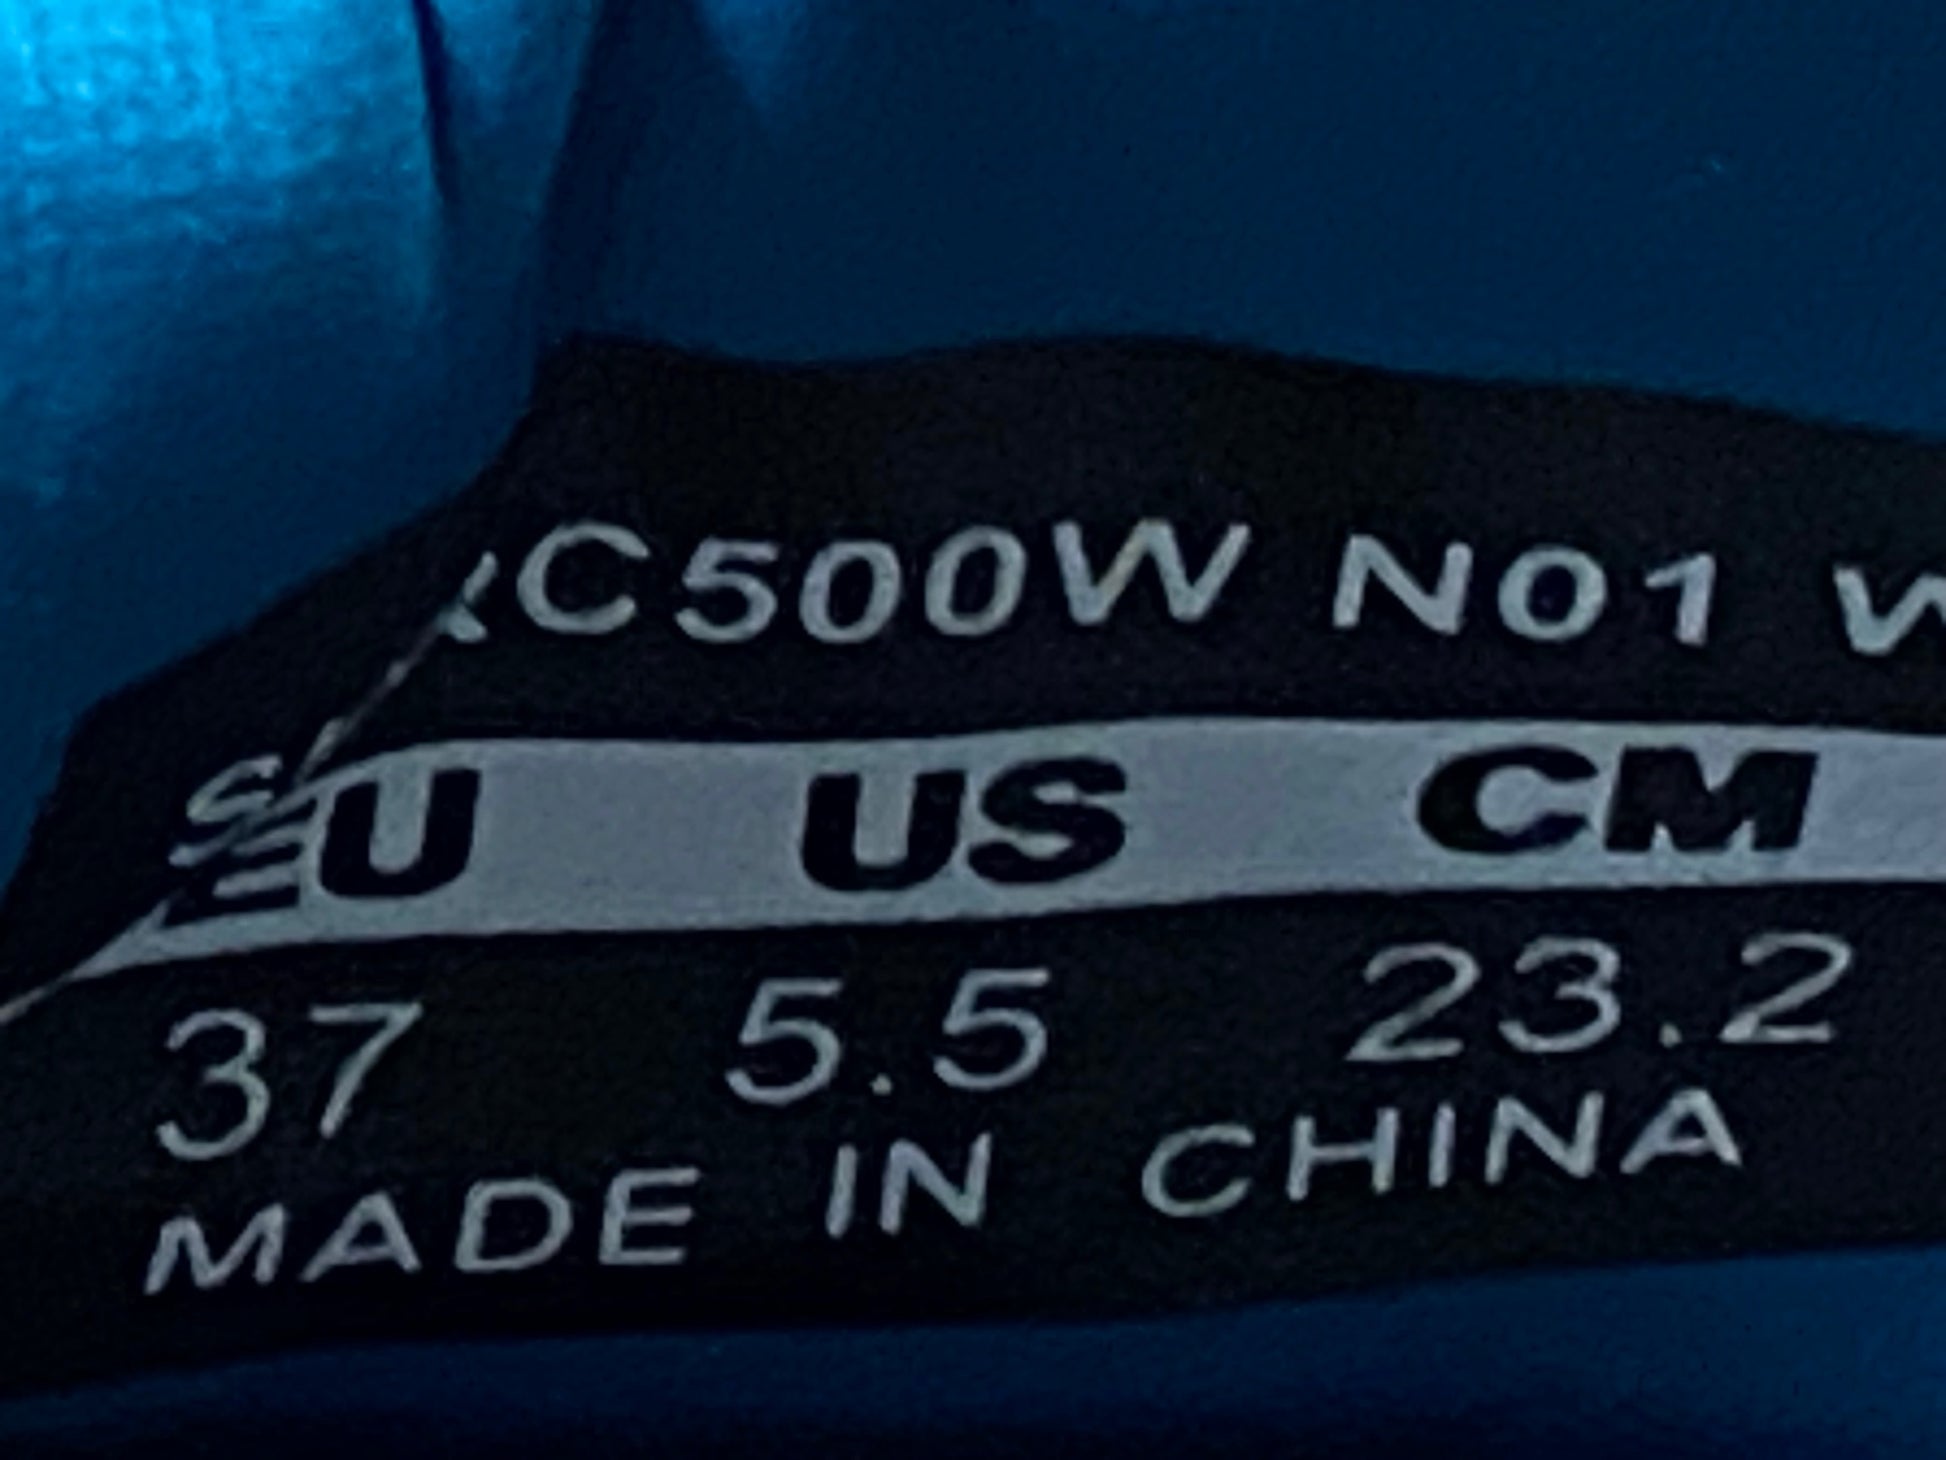 C500W N01 W
EU US CM
37 5.5 23.2
MADE IN CHINA